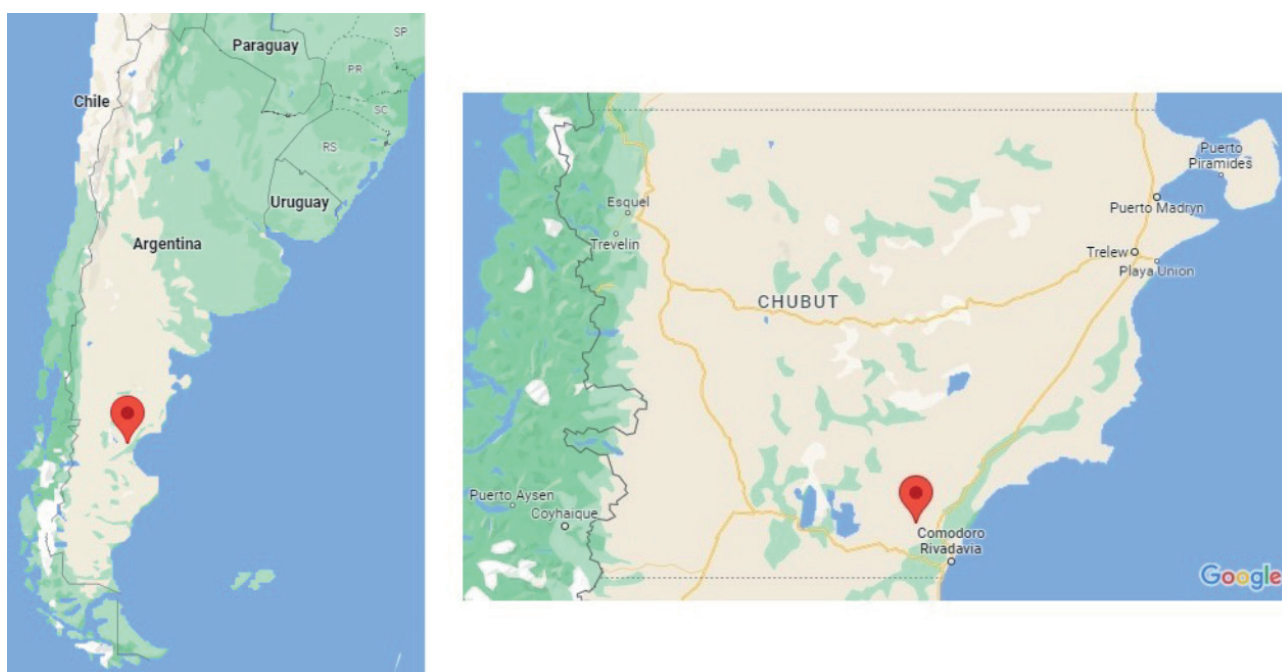 SP
Paraguay
PR
Chile
SC
RS
Uruguay
Argentina
Puerto
Piramides
Esquel
Puerto Madryn
Trevelin
Trelew
Playa Union
CHUBUT
Puerto Aysen
Coyhaique
Comodoro
Rivadavia
Google